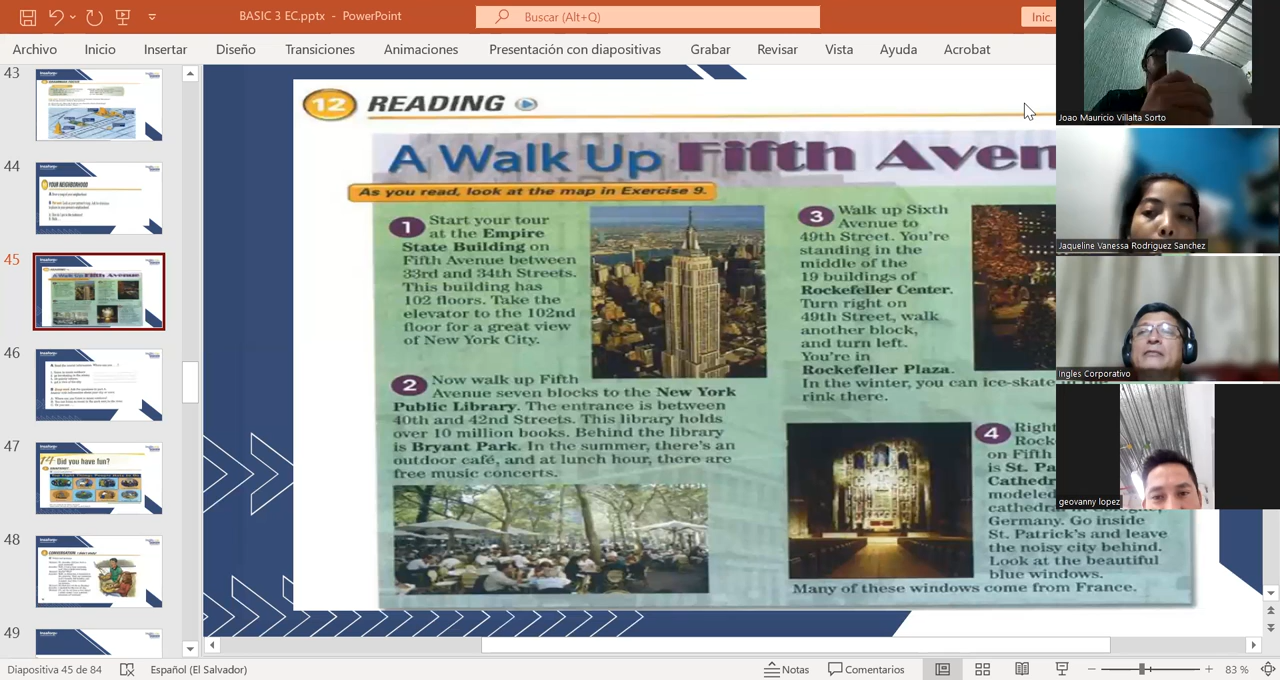 BASIC 3 EC.pptx - PowerPoint
Buscar (Alt+Q)
Inic.
Archivo Inicio Insertar Diseño Transiciones Animaciones Presentación con diapositivas Grabar Revisar Vista Ayuda Acrobat
43
44
YOUR NEIGHBORHOOD
45
A Walk Up Fifth Avenue
46
47
14 Did you have fun?
48
CONVERSATION
49
12 READING
A Walk Up Fifth Aven
As you read, look at the map in Exercise 9.
1 Start your tour
at the Empire
State Building on
Fifth Avenue between
33rd and 34th Streets.
This building has
102 floors. Take the
elevator to the 102nd
floor for a great view
of New York City.
2 Now walk up Fifth
Avenue seven blocks to the New York
Public Library. The entrance is between
40th and 42nd Streets. This library holds
over 10 million books. Behind the library
is Bryant Park. In the summer, there's an
outdoor café, and at lunch hour, there are
free music concerts.
3 Walk up Sixth
Avenue to
49th Street. You're
standing in the
middle of the
19 buildings of
Rockefeller Center.
Turn right on
49th Street, walk
another block,
and turn left.
You're in
Rockefeller Plaza.
In the winter, you can ice-skate
rink there.
4 Right
Rock
on Fifth
is St. Pa
Cathedr
modeled
cathedral
Germany. Go inside
St. Patrick's and leave
the noisy city behind.
Look at the beautiful
blue windows.
Many of these windows come from France.
Joao Mauricio Villalta Sorto
Jaqueline Vanessa Rodriguez Sanchez
Ingles Corporativo
geovanny lopez
Diapositiva 45 de 84 Español (El Salvador) Notas Comentarios 83 %